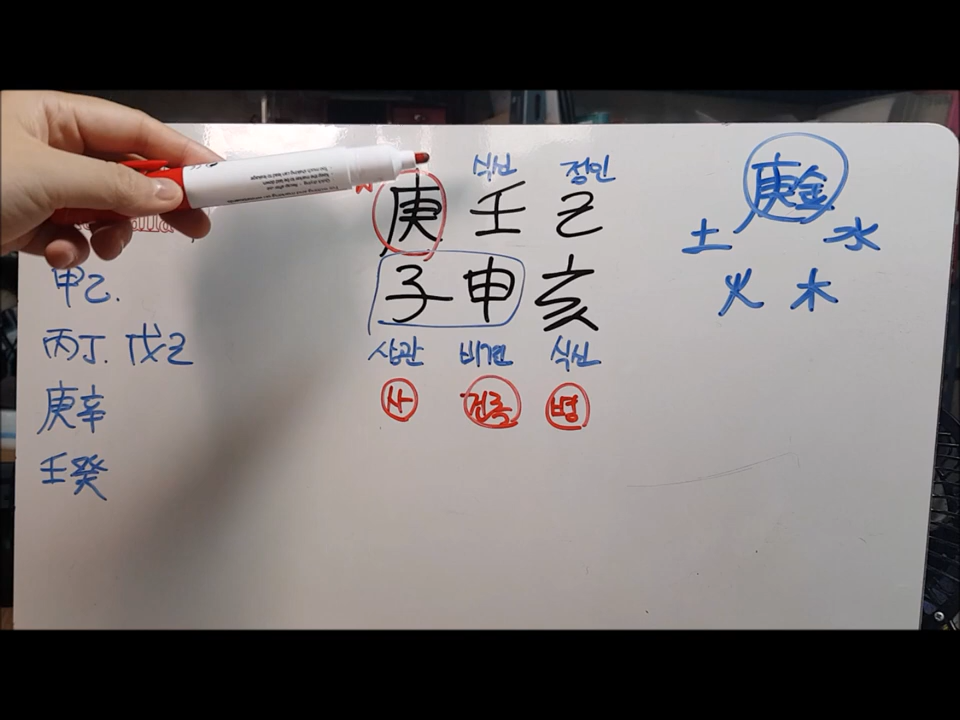 식신 정인
庚 壬 己
子 申 亥
상관 비견 식신
사 건록 병
甲乙.
丙丁. 戊己
庚辛
壬癸
庚金
土 水
火 木